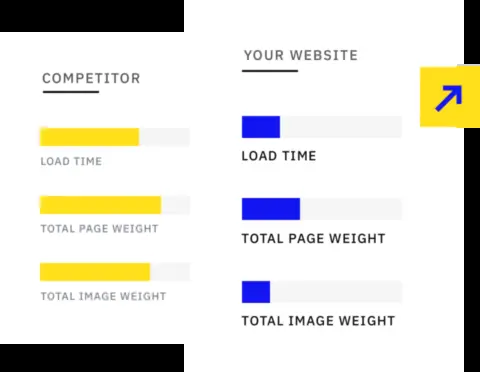 COMPETITOR
LOAD TIME
TOTAL PAGE WEIGHT
TOTAL IMAGE WEIGHT
YOUR WEBSITE
LOAD TIME
TOTAL PAGE WEIGHT
TOTAL IMAGE WEIGHT